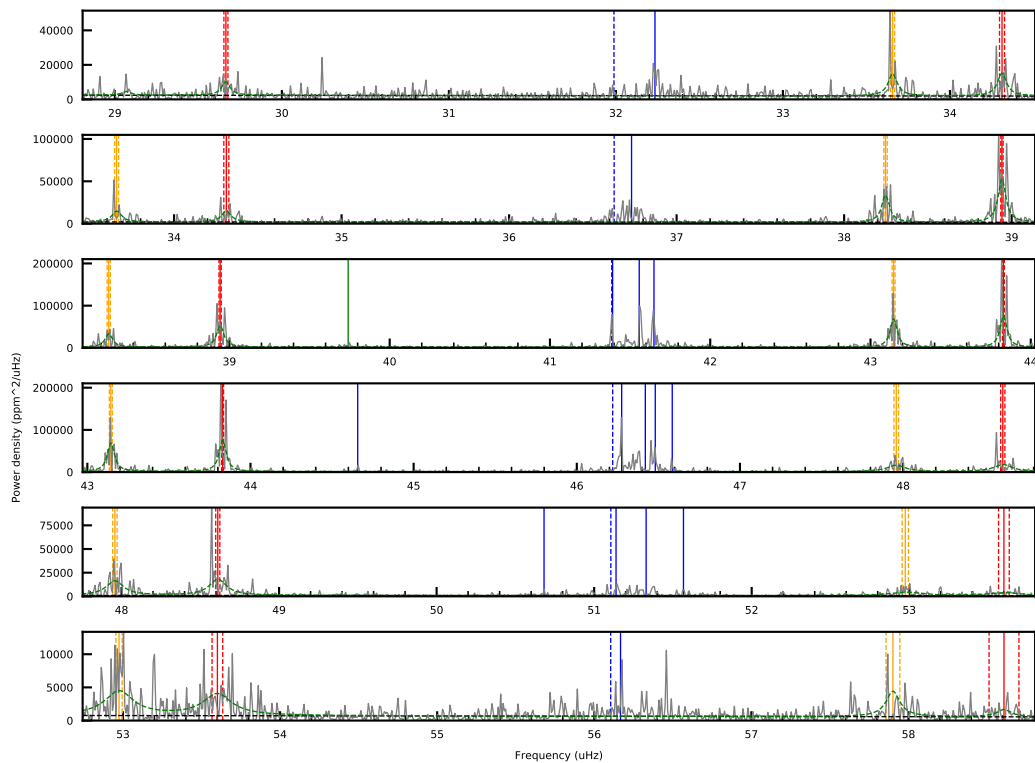 40000
20000
0
29 30 31 32 33 34
100000
50000
0
34 35 36 37 38 39
200000
100000
0
39 40 41 42 43 44
Power density (ppm^2/uHz)
200000
100000
0
43 44 45 46 47 48
75000
50000
25000
0
48 49 50 51 52 53
10000
5000
0
53 54 55 56 57 58
Frequency (uHz)